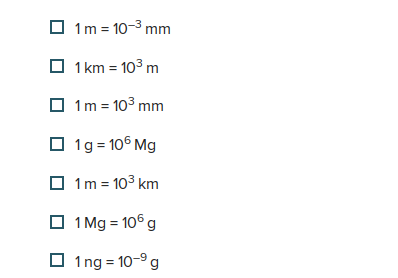 1 m = 10⁻³ mm
1 km = 10³ m
1 m = 10³ mm
1 g = 10⁶ Mg
1 m = 10³ km
1 Mg = 10⁶ g
1 ng = 10⁻⁹ g